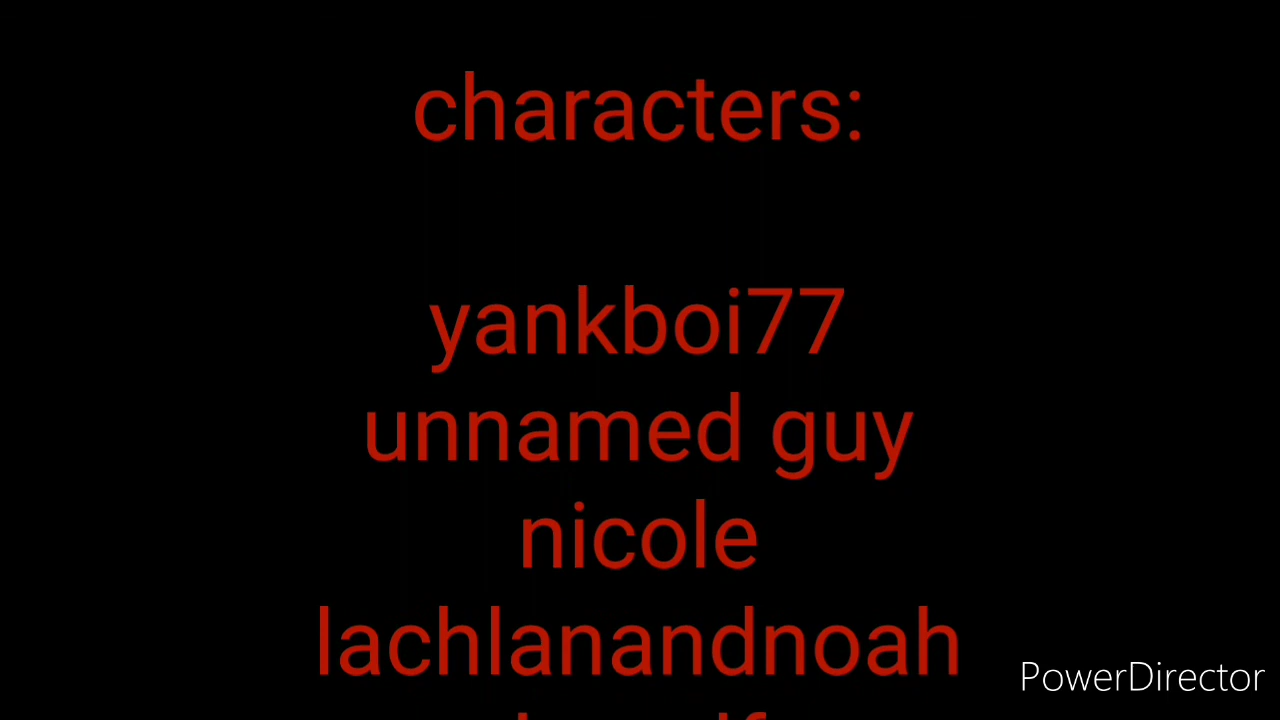 characters:
yankboi77
unnamed guy
nicole
lachlanandnoah
PowerDirector